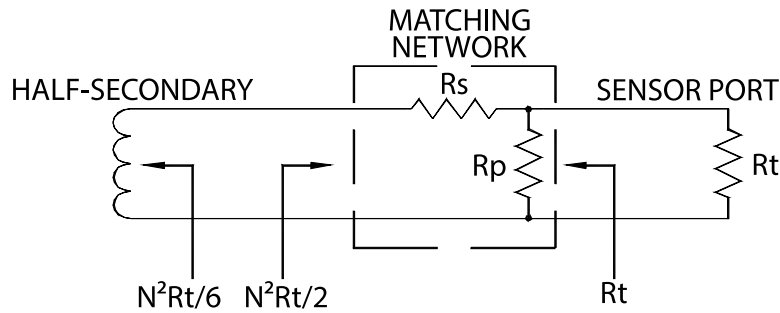 MATCHING
NETWORK
HALF-SECONDARY
Rs
SENSOR PORT
Rp
Rt
N²Rt/6
N²Rt/2
Rt